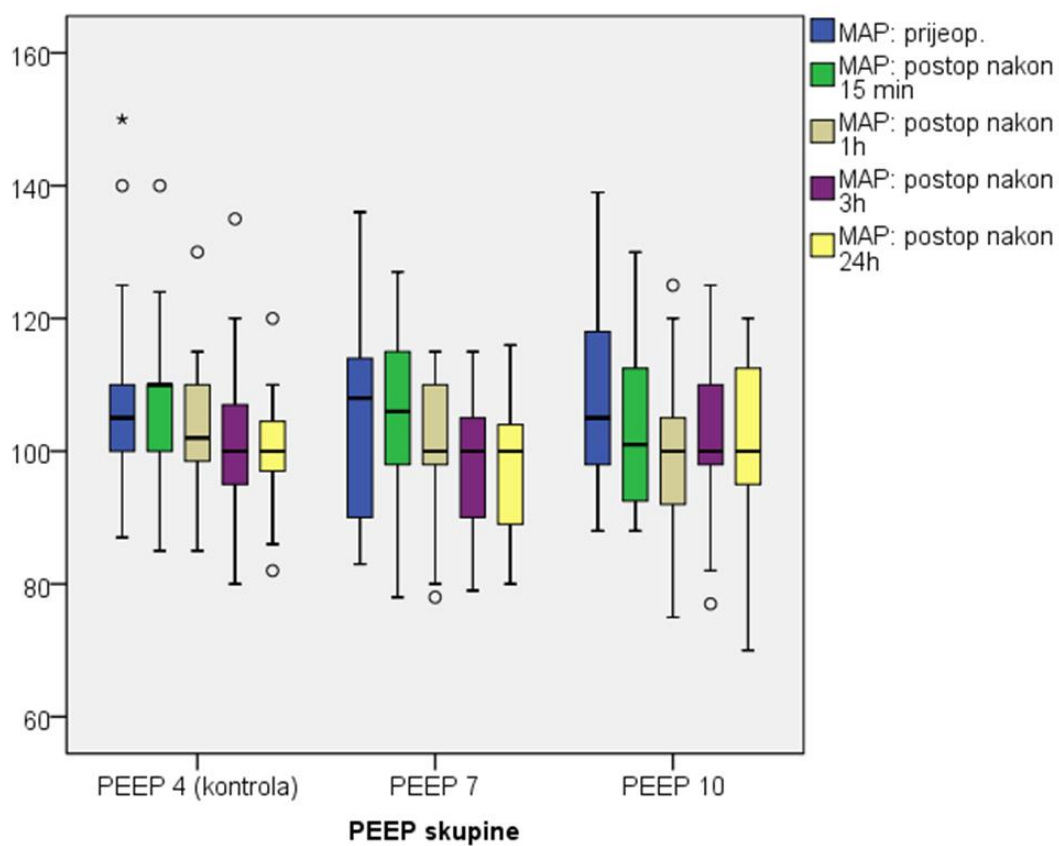 160
140
120
100
80
60
*
PEEP 4 (kontrola)
PEEP 7
PEEP 10
PEEP skupine
MAP: prijeop.
MAP: postop nakon
15 min
MAP: postop nakon
1h
MAP: postop nakon
3h
MAP: postop nakon
24h